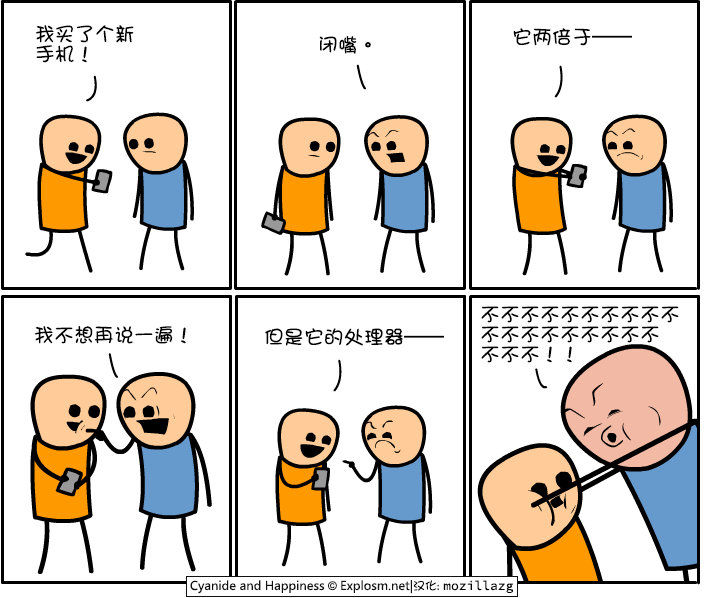 我买了个新
手机！
闭嘴。
它两倍于——
我不想再说一遍！
但是它的处理器——
不不不不不不不不不不
不不不不不不不不不
不不不！！
Cyanide and Happiness © Explosm.net|汉化: mozillazg